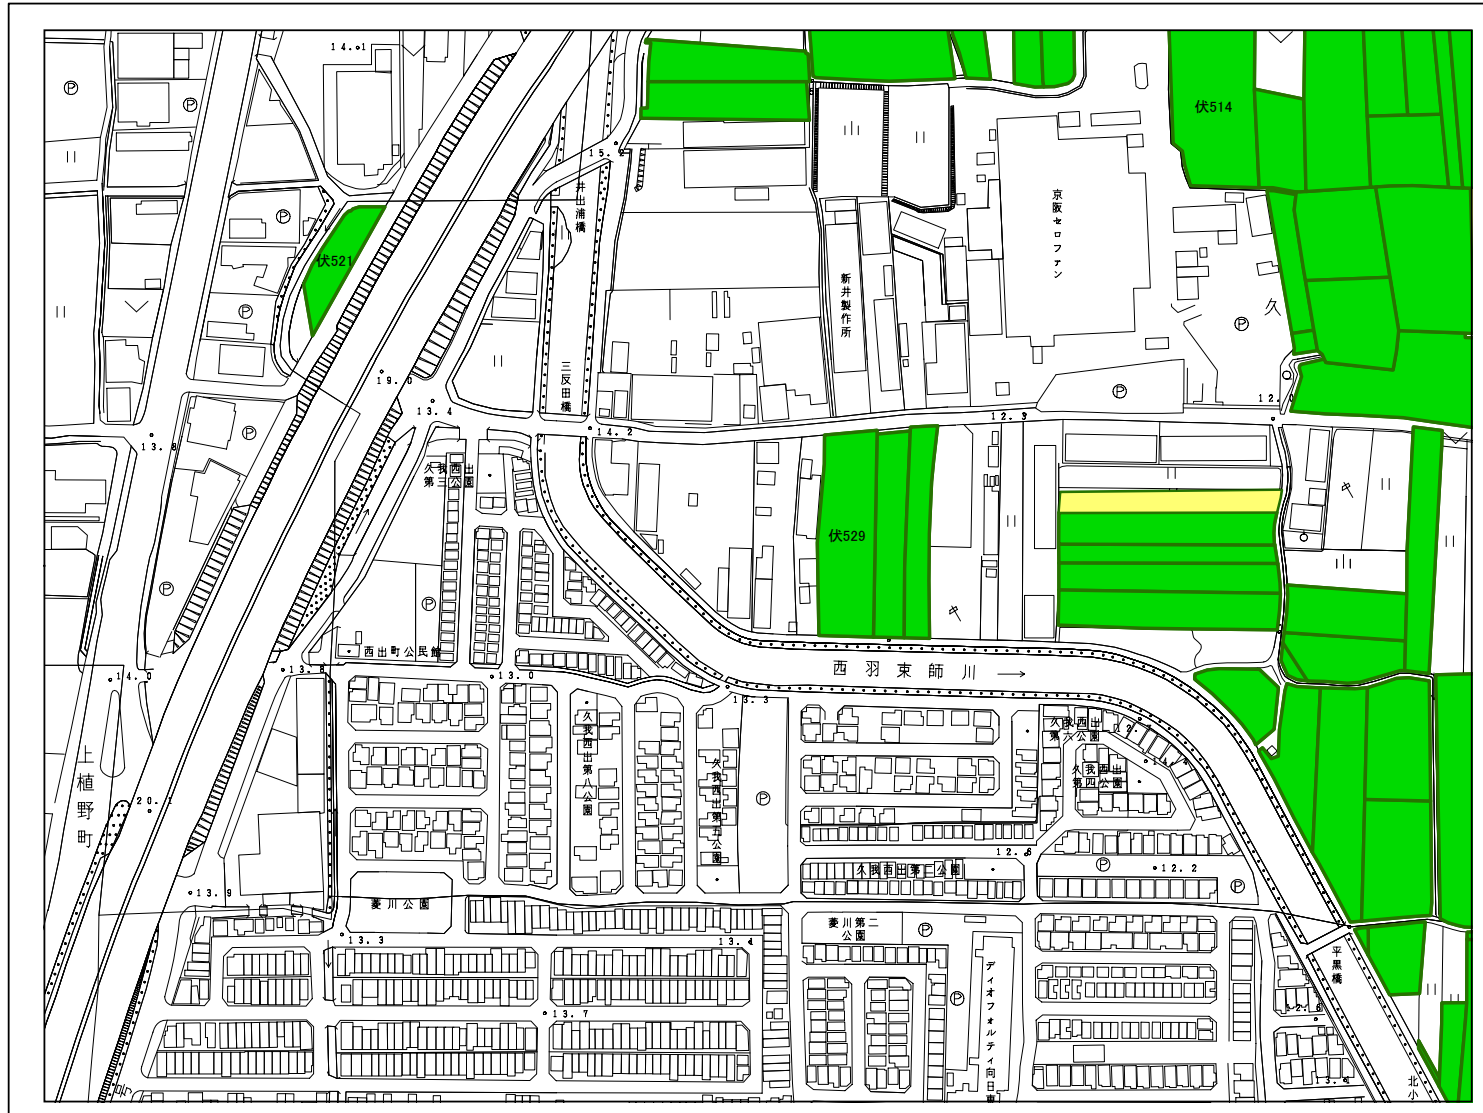 14.1
Ⓟ
Ⓟ
伏514
15.2
井出浦橋
京阪セロファン
Ⓟ
伏521
新井製作所
久
Ⓟ
Ⓟ
19.0
三反田橋
Ⓟ
13.4
12.3
12.0
14.2
Ⓟ
13.8
久我西出
第三公園
伏529
Ⓟ
Ⓟ
西出町公民館
13.8
14.0
13.0
西羽束師川 →
13.3
久我西出第八公園
久我西出
第六公園
久我西出
第四公園
上植野町
久我西出第五公園
Ⓟ
20.1
12.6
久我西出第二公園
Ⓟ
12.2
Ⓟ
13.9
菱川公園
菱川第二
公園
Ⓟ
13.3
13.4
平黒橋
ディオフォルティ向日東
Ⓟ
13.7
北小